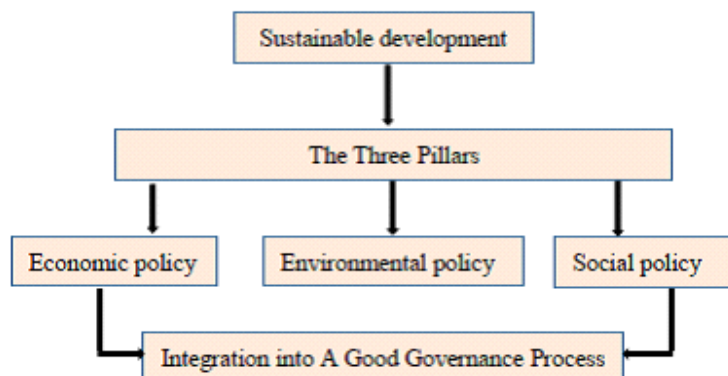 Sustainable development
The Three Pillars
Economic policy
Environmental policy
Social policy
Integration into A Good Governance Process